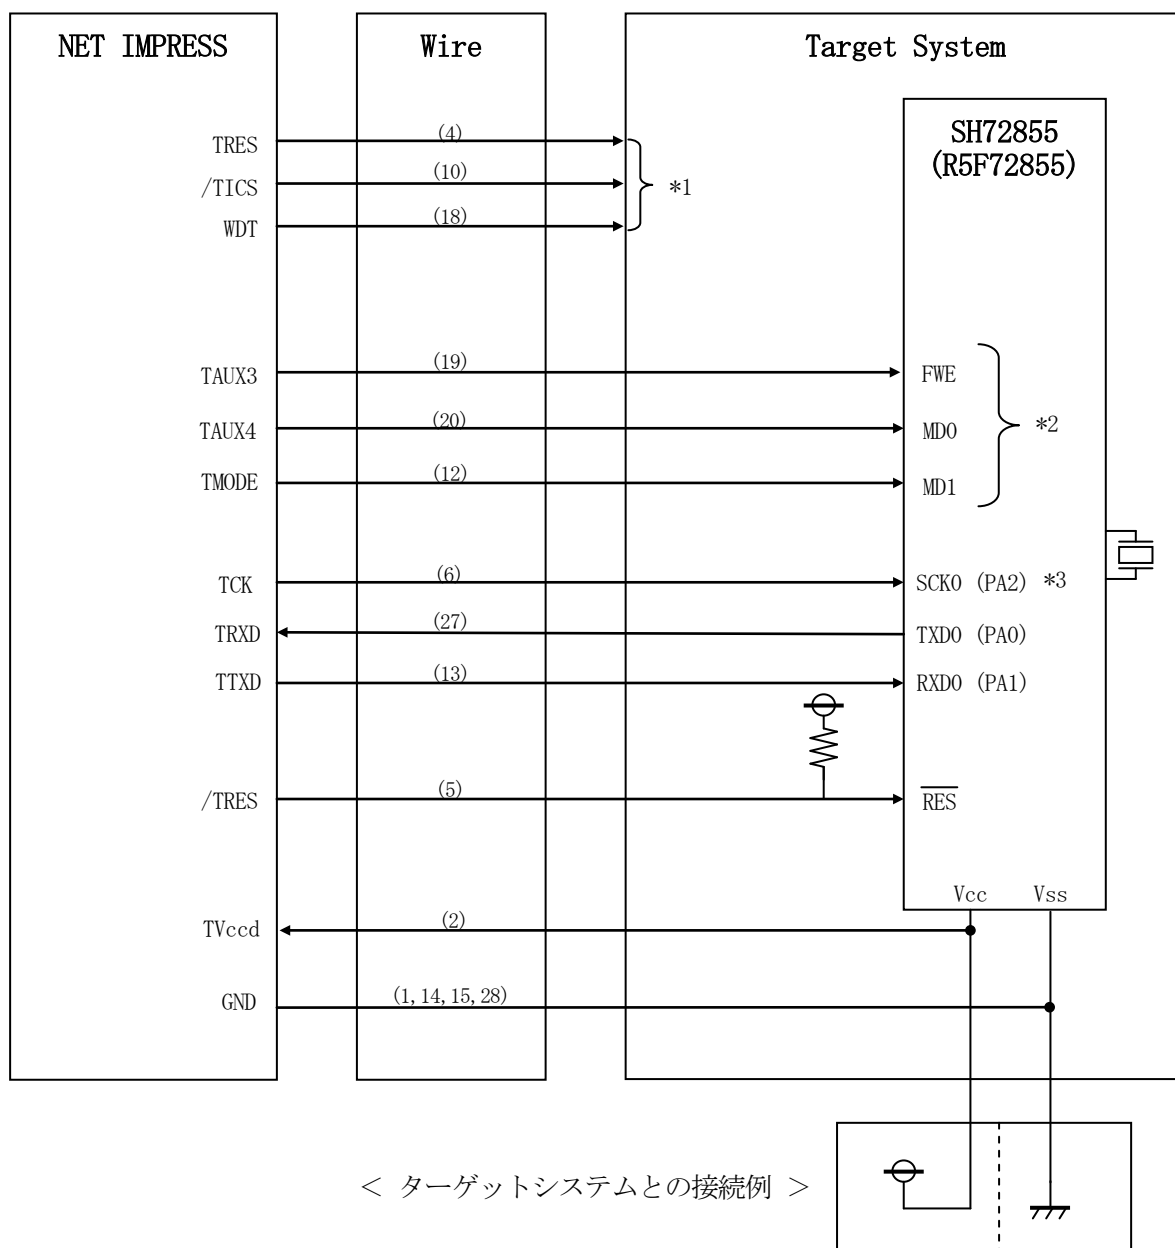 NET IMPRESS
Wire
Target System
SH72855
(R5F72855)
TRES
(4)
/TICS
(10)
*1
WDT
(18)
TAUX3
(19)
FWE
TAUX4
(20)
MD0
*2
TMODE
(12)
MD1
TCK
(6)
SCK0 (PA2) *3
TRXD
(27)
TXD0 (PA0)
TTXD
(13)
RXD0 (PA1)
/TRES
(5)
RES
Vcc
Vss
TVccd
(2)
GND
(1,14,15,28)
< ターゲットシステムとの接続例 >